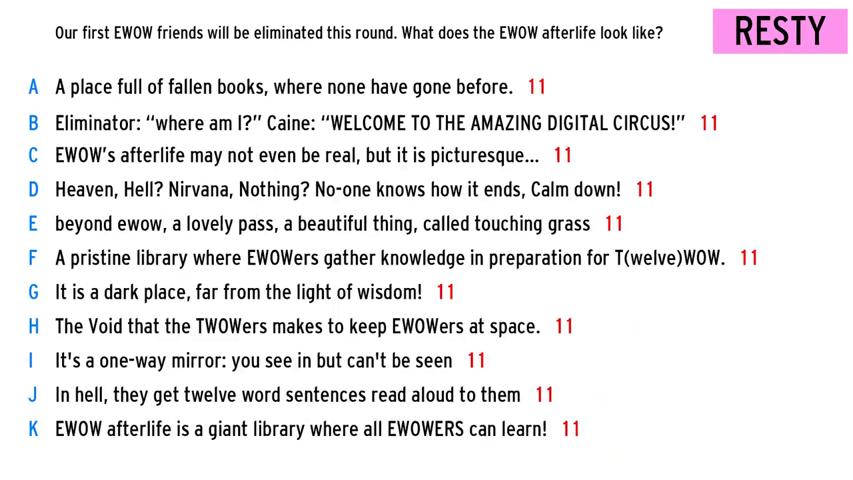 Our first EWOW friends will be eliminated this round. What does the EWOW afterlife look like?
RESTY
A A place full of fallen books, where none have gone before. 11
B Eliminator: “where am I?” Caine: “WELCOME TO THE AMAZING DIGITAL CIRCUS!” 11
C EWOW’s afterlife may not even be real, but it is picturesque... 11
D Heaven, Hell? Nirvana, Nothing? No-one knows how it ends, Calm down! 11
E beyond ewow, a lovely pass, a beautiful thing, called touching grass 11
F A pristine library where EWOWers gather knowledge in preparation for T(welve)WOW. 11
G It is a dark place, far from the light of wisdom! 11
H The Void that the TWOWers makes to keep EWOWers at space. 11
I It's a one-way mirror: you see in but can't be seen 11
J In hell, they get twelve word sentences read aloud to them 11
K EWOW afterlife is a giant library where all EWOWERS can learn! 11